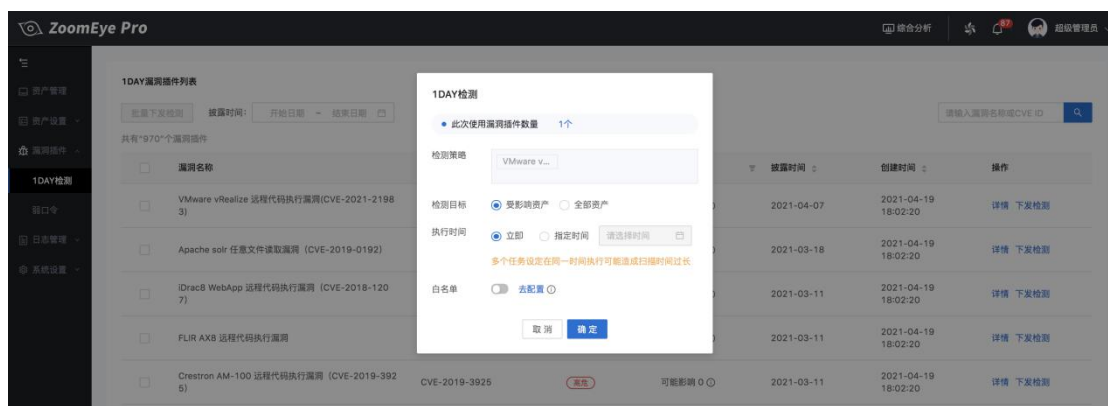 ZoomEye Pro
综合分析
87
超级管理员
资产管理
资产设置
漏洞插件
1DAY检测
弱口令
日志管理
系统设置
1DAY漏洞插件列表
批量下发检测 披露时间: 开始日期 ~ 结束日期
请输入漏洞名称或CVE ID
共有"970"个漏洞插件
漏洞名称 披露时间 创建时间 操作
VMware vRealize 远程代码执行漏洞(CVE-2021-2198
3)
2021-04-07
2021-04-19
18:02:20
详情 下发检测
Apache solr 任意文件读取漏洞（CVE-2019-0192）
2021-03-18
2021-04-19
18:02:20
详情 下发检测
iDrac8 WebApp 远程代码执行漏洞（CVE-2018-120
7）
2021-03-11
2021-04-19
18:02:20
详情 下发检测
FLIR AX8 远程代码执行漏洞
2021-03-11
2021-04-19
18:02:20
详情 下发检测
Crestron AM-100 远程代码执行漏洞（CVE-2019-392
5）
CVE-2019-3925
高危
可能影响 0
2021-03-11
2021-04-19
18:02:20
详情 下发检测
1DAY检测
此次使用漏洞插件数量 1个
检测策略 VMware v...
检测目标 受影响资产 全部资产
执行时间 立即 指定时间 请选择时间
多个任务设定在同一时间执行可能造成扫描时间过长
白名单 去配置
取消 确定